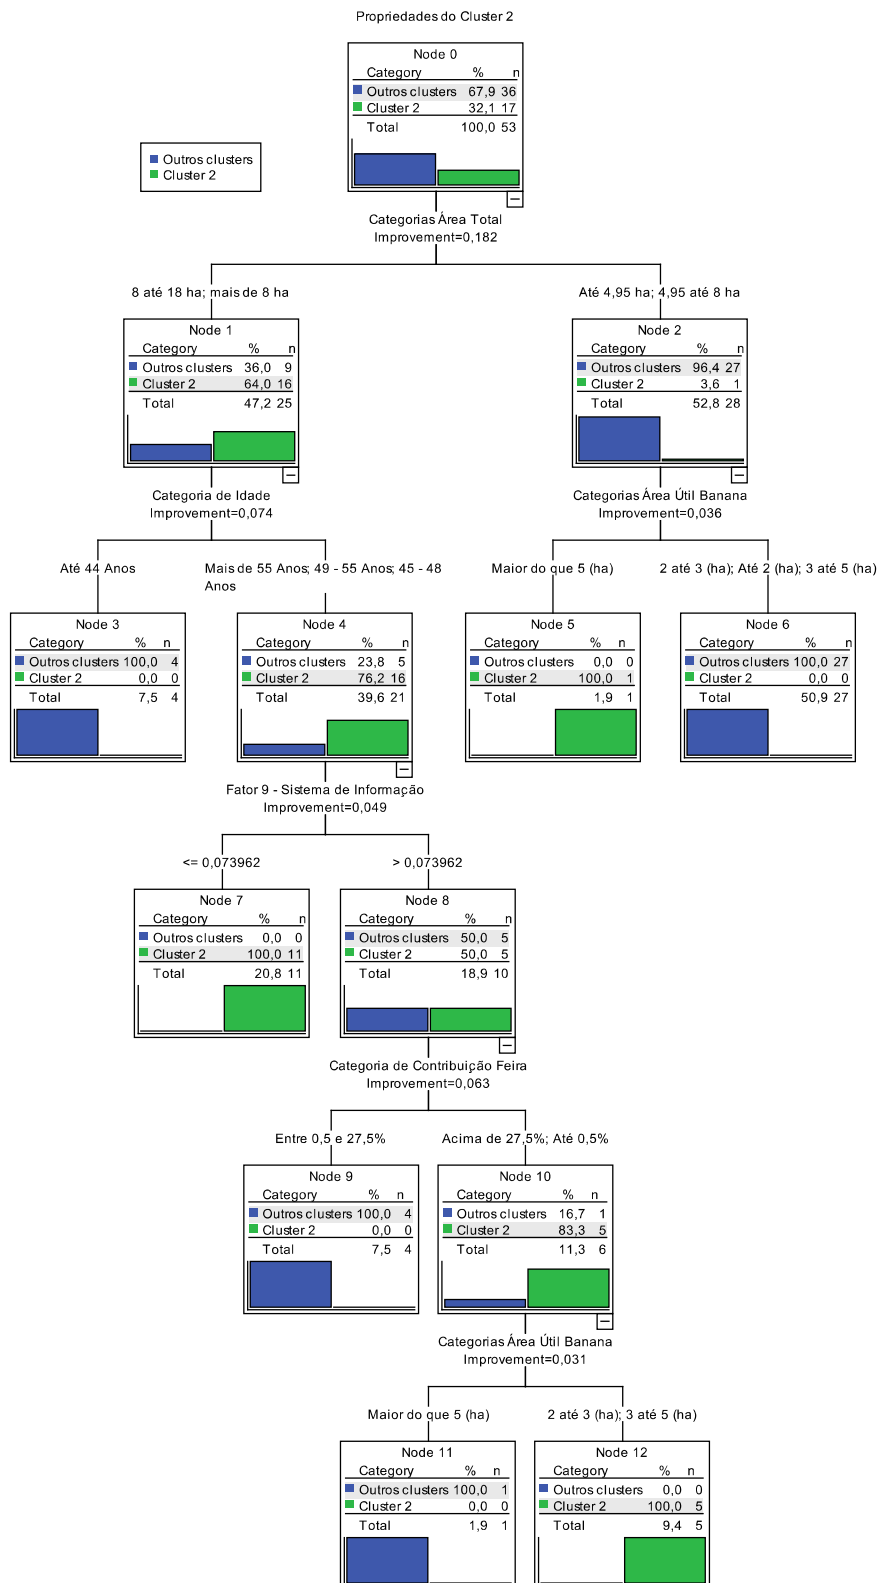 Propriedades do Cluster 2
Node 0
Category % n
Outros clusters 67,9 36
Cluster 2 32,1 17
Total 100,0 53
Outros clusters
Cluster 2
Categorias Área Total
Improvement=0,182
8 até 18 ha; mais de 8 ha
Até 4,95 ha; 4,95 até 8 ha
Node 1
Category % n
Outros clusters 36,0 9
Cluster 2 64,0 16
Total 47,2 25
Node 2
Category % n
Outros clusters 96,4 27
Cluster 2 3,6 1
Total 52,8 28
Categoria de Idade
Improvement=0,074
Categorias Área Útil Banana
Improvement=0,036
Até 44 Anos
Mais de 55 Anos; 49 - 55 Anos; 45 - 48
Anos
Maior do que 5 (ha)
2 até 3 (ha); Até 2 (ha); 3 até 5 (ha)
Node 3
Category % n
Outros clusters 100,0 4
Cluster 2 0,0 0
Total 7,5 4
Node 4
Category % n
Outros clusters 23,8 5
Cluster 2 76,2 16
Total 39,6 21
Node 5
Category % n
Outros clusters 0,0 0
Cluster 2 100,0 1
Total 1,9 1
Node 6
Category % n
Outros clusters 100,0 27
Cluster 2 0,0 0
Total 50,9 27
Fator 9 - Sistema de Informação
Improvement=0,049
<= 0,073962
> 0,073962
Node 7
Category % n
Outros clusters 0,0 0
Cluster 2 100,0 11
Total 20,8 11
Node 8
Category % n
Outros clusters 50,0 5
Cluster 2 50,0 5
Total 18,9 10
Categoria de Contribuição Feira
Improvement=0,063
Entre 0,5 e 27,5%
Acima de 27,5%; Até 0,5%
Node 9
Category % n
Outros clusters 100,0 4
Cluster 2 0,0 0
Total 7,5 4
Node 10
Category % n
Outros clusters 16,7 1
Cluster 2 83,3 5
Total 11,3 6
Categorias Área Útil Banana
Improvement=0,031
Maior do que 5 (ha)
2 até 3 (ha); 3 até 5 (ha)
Node 11
Category % n
Outros clusters 100,0 1
Cluster 2 0,0 0
Total 1,9 1
Node 12
Category % n
Outros clusters 0,0 0
Cluster 2 100,0 5
Total 9,4 5